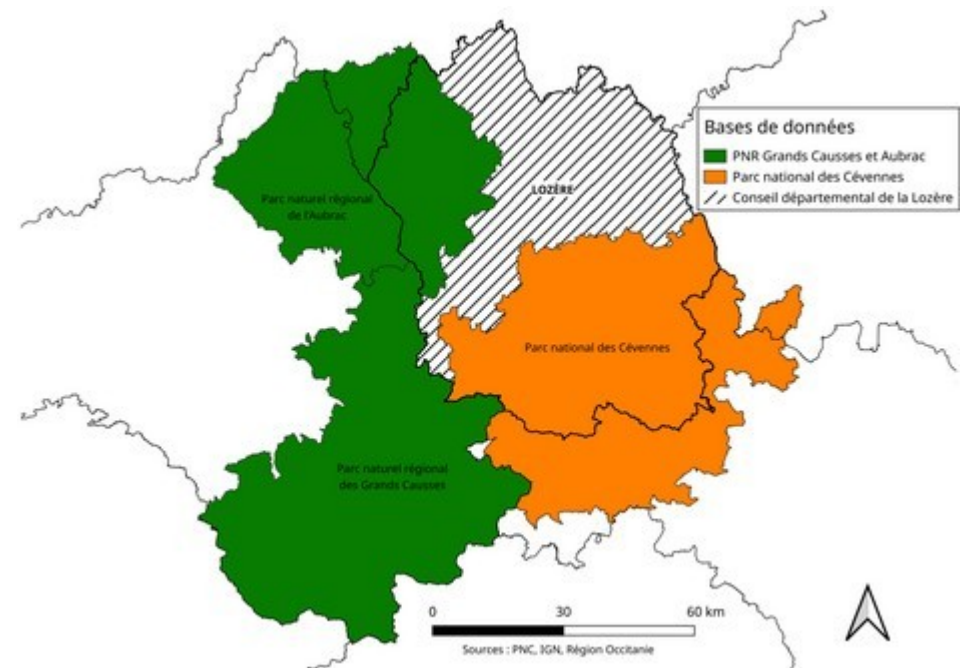 Bases de données
PNR Grands Causses et Aubrac
Parc national des Cévennes
Conseil départemental de la Lozère
LOZÈRE
Parc naturel régional
de l'Aubrac
Parc national des Cévennes
Parc naturel régional
des Grands Causses
0 30 60 km
Sources : PNC, IGN, Région Occitanie